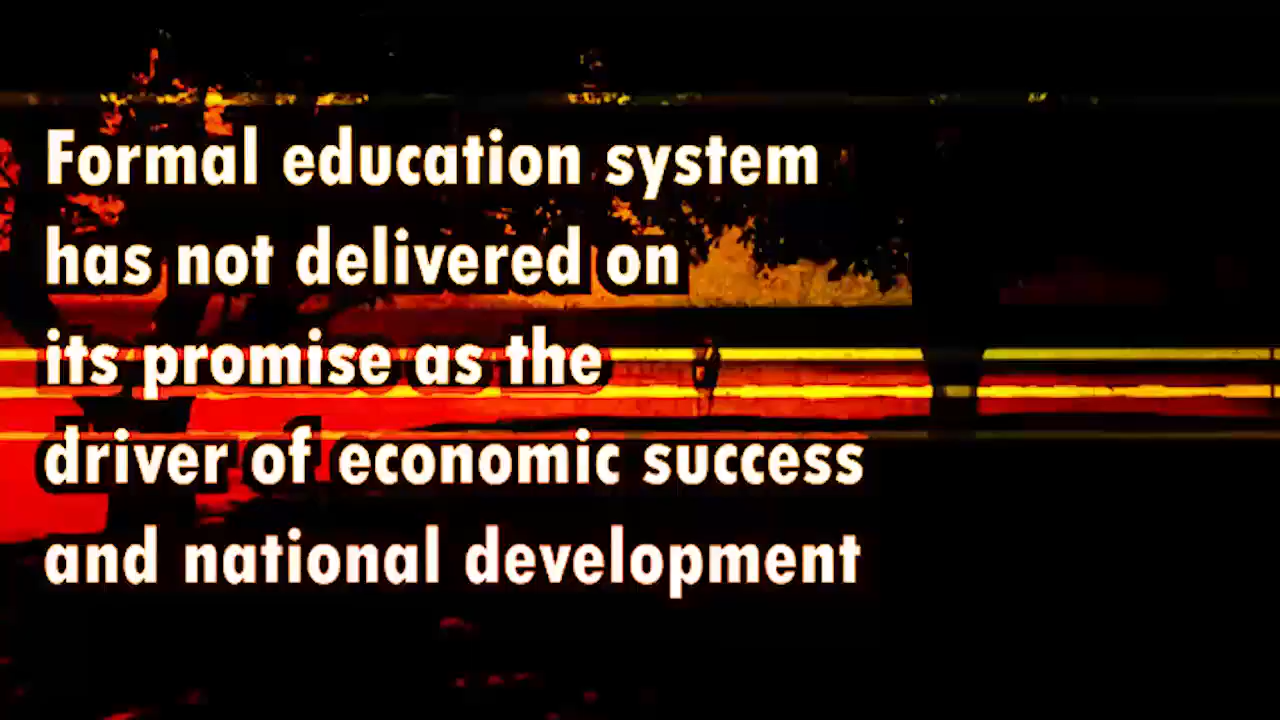 Formal education system
has not delivered on
its promise as the
driver of economic success
and national development